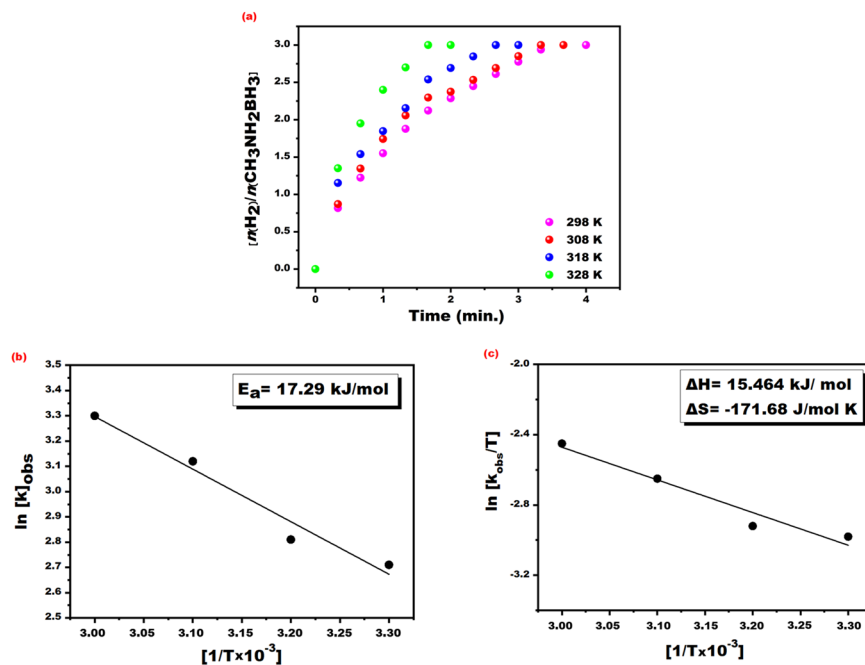 (a)
[n(H2)/n(CH3NH2BH3]
3.0
2.5
2.0
1.5
1.0
0.5
0.0
298 K
308 K
318 K
328 K
0 1 2 3 4
Time (min.)
(b)
ln [k]obs
3.5
3.4
3.3
3.2
3.1
3.0
2.9
2.8
2.7
2.6
2.5
Ea= 17.29 kJ/mol
3.00 3.05 3.10 3.15 3.20 3.25 3.30
[1/Tx10-3]
(c)
ln [kobs/T]
-2.0
-2.4
-2.8
-3.2
ΔH= 15.464 kJ/ mol
ΔS= -171.68 J/mol K
3.00 3.05 3.10 3.15 3.20 3.25 3.30
[1/Tx10-3]